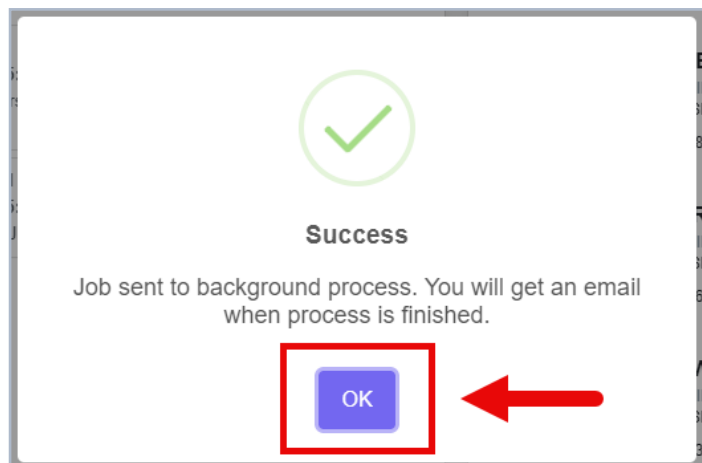 Success
Job sent to background process. You will get an email
when process is finished.
OK